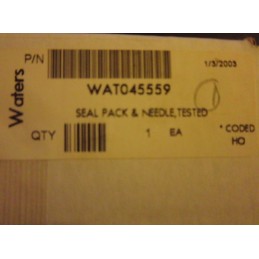 P/N 1/3/2003
WAT045559
Waters
SEAL PACK & NEEDLE,TESTED
QTY 1 EA * CODED
HO